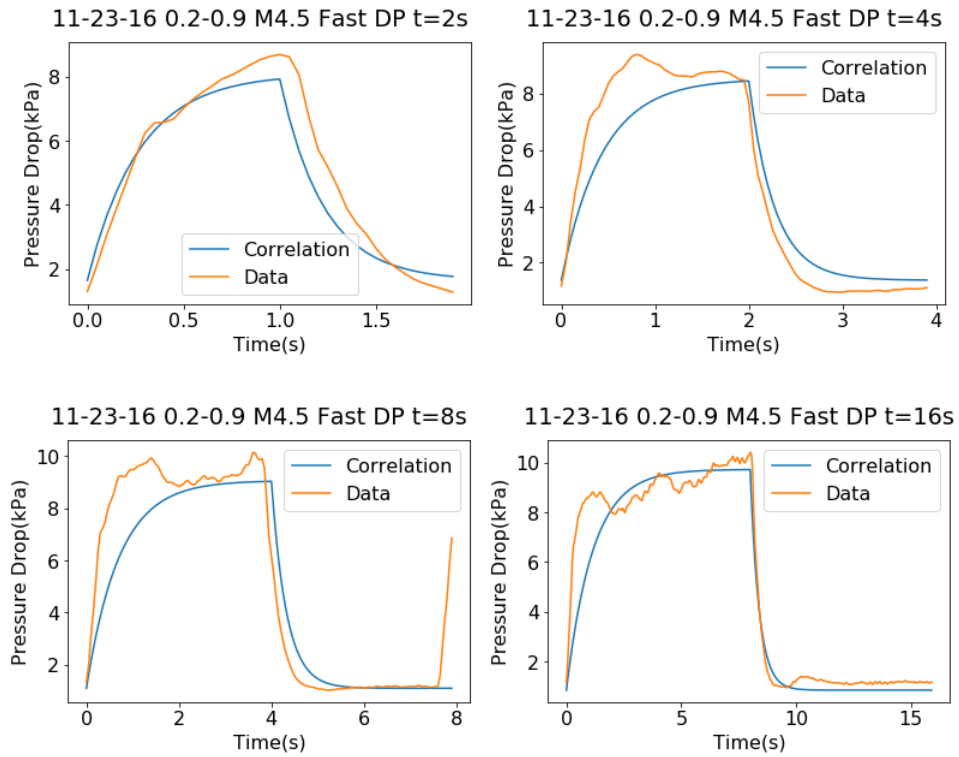 11-23-16 0.2-0.9 M4.5 Fast DP t=2s
8
6
4
2
Pressure Drop(kPa)
Correlation
Data
0.0 0.5 1.0 1.5
Time(s)
11-23-16 0.2-0.9 M4.5 Fast DP t=4s
8
6
4
2
Pressure Drop(kPa)
Correlation
Data
0 1 2 3 4
Time(s)
11-23-16 0.2-0.9 M4.5 Fast DP t=8s
10
8
6
4
2
Pressure Drop(kPa)
Correlation
Data
0 2 4 6 8
Time(s)
11-23-16 0.2-0.9 M4.5 Fast DP t=16s
10
8
6
4
2
Pressure Drop(kPa)
Correlation
Data
0 5 10 15
Time(s)